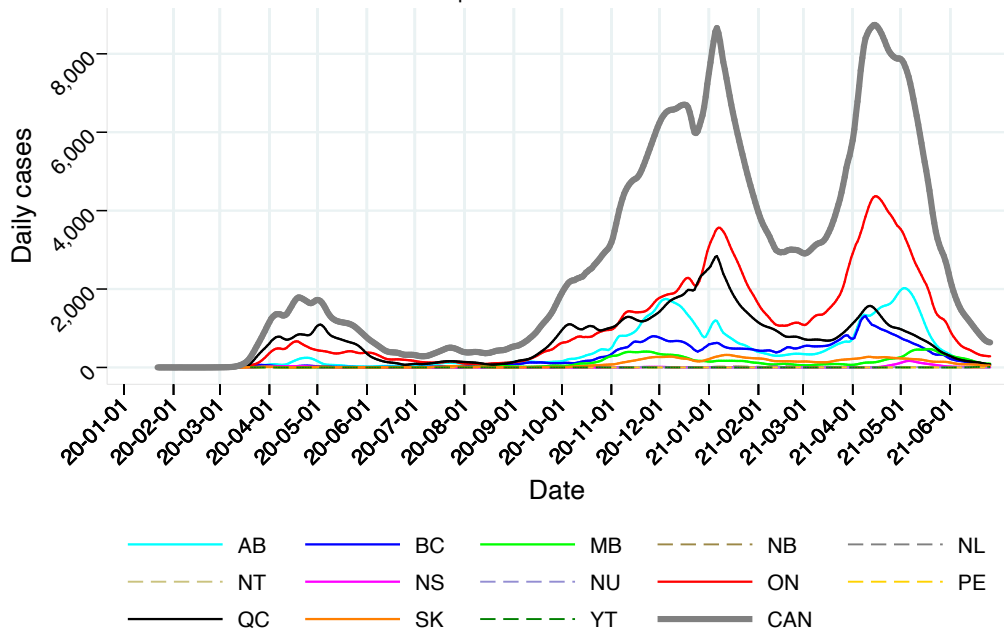 Daily cases
8,000
6,000
4,000
2,000
0
20-01-01 20-02-01 20-03-01 20-04-01 20-05-01 20-06-01 20-07-01 20-08-01 20-09-01 20-10-01 20-11-01 20-12-01 21-01-01 21-02-01 21-03-01 21-04-01 21-05-01 21-06-01
Date
AB BC MB NB NL
NT NS NU ON PE
QC SK YT CAN